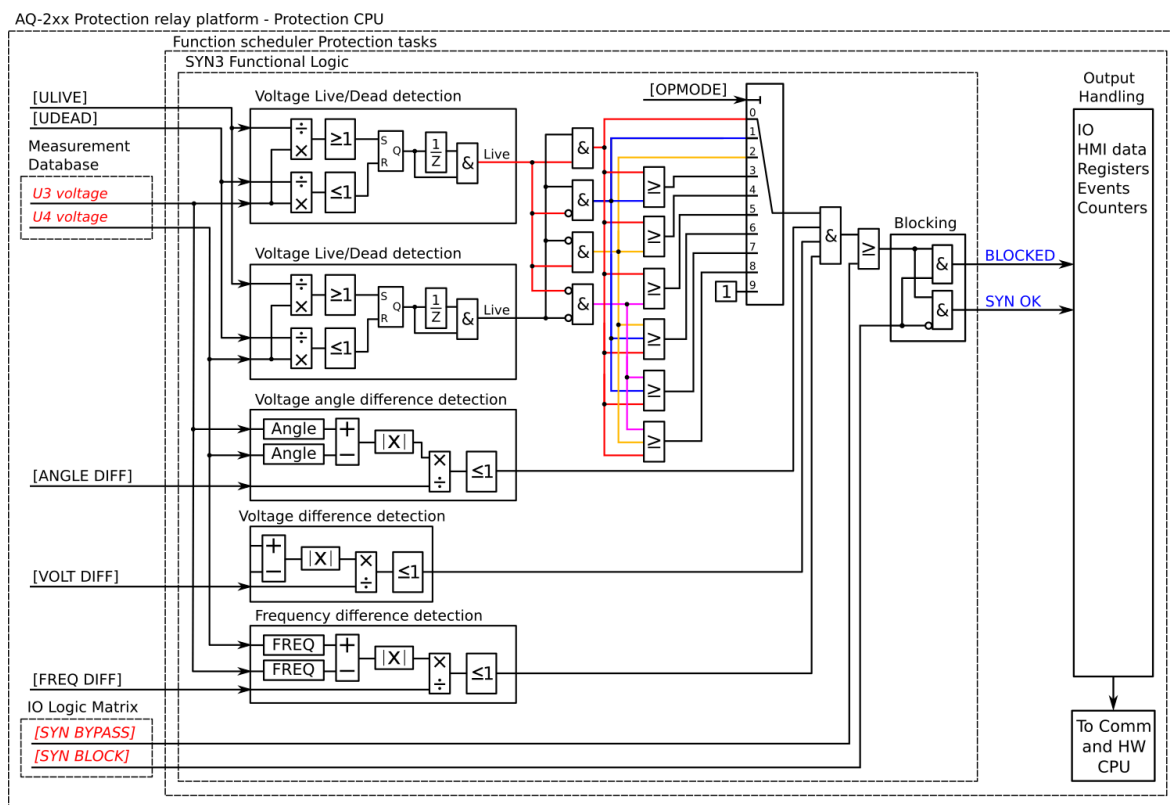 AQ-2xx Protection relay platform - Protection CPU
Function scheduler Protection tasks
SYN3 Functional Logic
[ULIVE]
[UDEAD]
Measurement
Database
U3 voltage
U4 voltage
Voltage Live/Dead detection
÷
×
≥1
÷
×
≤1
S
R
Q
1
Z
&
Live
Voltage Live/Dead detection
÷
×
≥1
÷
×
≤1
S
R
Q
1
Z
&
Live
&
&
&
&
≥
≥
≥
≥
≥
≥
[OPMODE]
0
1
2
3
4
5
6
7
8
9
1
&
≥
Blocking
&
&
BLOCKED
SYN OK
Output
Handling
IO
HMI data
Registers
Events
Counters
To Comm
and HW
CPU
Voltage angle difference detection
Angle
Angle
+
−
|X|
×
÷
≤1
[ANGLE DIFF]
Voltage difference detection
+
−
|X|
×
÷
≤1
[VOLT DIFF]
Frequency difference detection
FREQ
FREQ
+
−
|X|
×
÷
≤1
[FREQ DIFF]
IO Logic Matrix
[SYN BYPASS]
[SYN BLOCK]